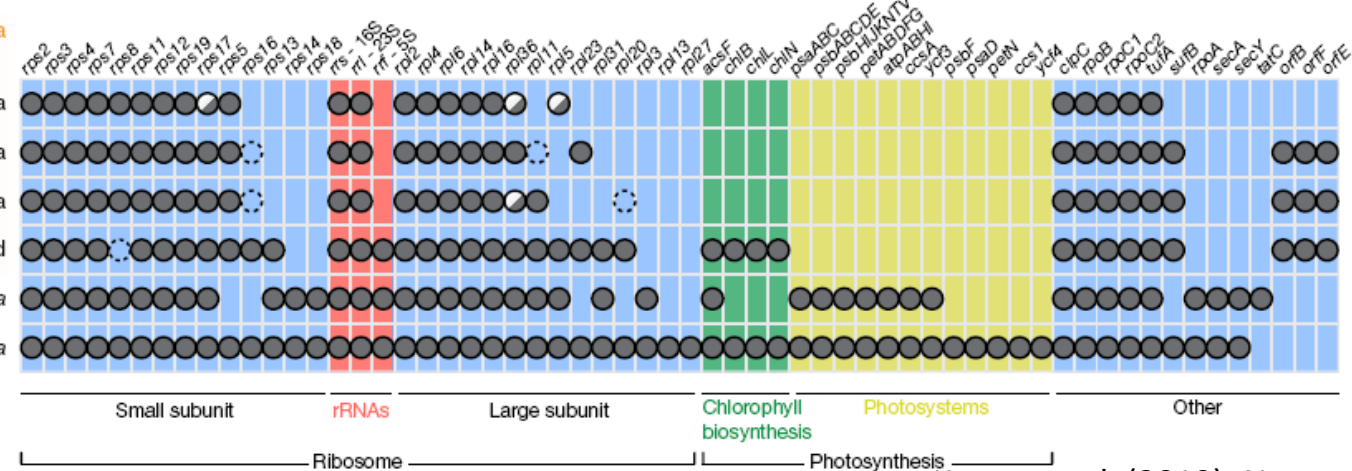 a
rps2 rps3 rps4 rps7 rps8 rps11 rps12 rps19 rps17 rps5 rps16 rps13 rps14 rps18 rrs - 16S rrl - 23S rrf - 5S rpl2 rpl4 rpl6 rpl14 rpl16 rpl36 rpl11 rpl5 rpl23 rpl31 rpl20 rpl3 rpl13 rpl27 acsF chlB chlL chlN psaABC psbABCDE psbHIJKNTV petABDFG atpABHI ccsA ycf3 psbF psaD petN ccs1 ycf4 clpC rpoB rpoC1 rpoC2 tufA sufB rpoA secA secY tatC orfB orfF orfE
a
a
a
d
a
a
Small subunit rRNAs Large subunit Chlorophyll biosynthesis Photosystems Other
Ribosome Photosynthesis